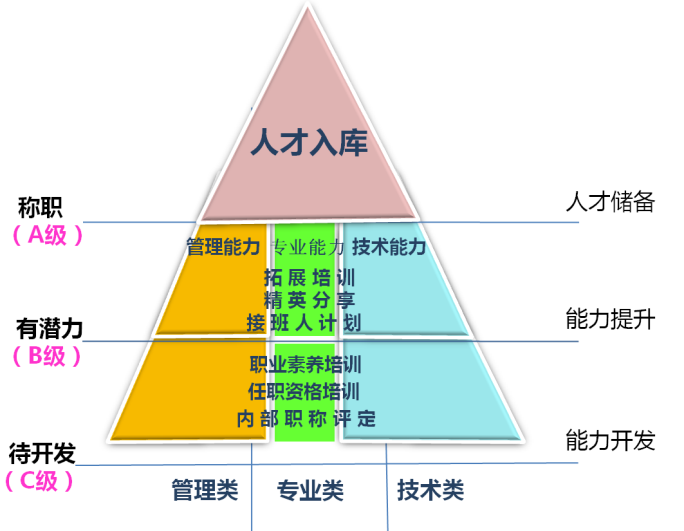 人才入库
称职
（A级）
人才储备
管理能力 专业能力 技术能力
拓展培训
精英分享
接班人计划
有潜力
（B级）
能力提升
职业素养培训
任职资格培训
内部职称评定
待开发
（C级）
能力开发
管理类 专业类 技术类